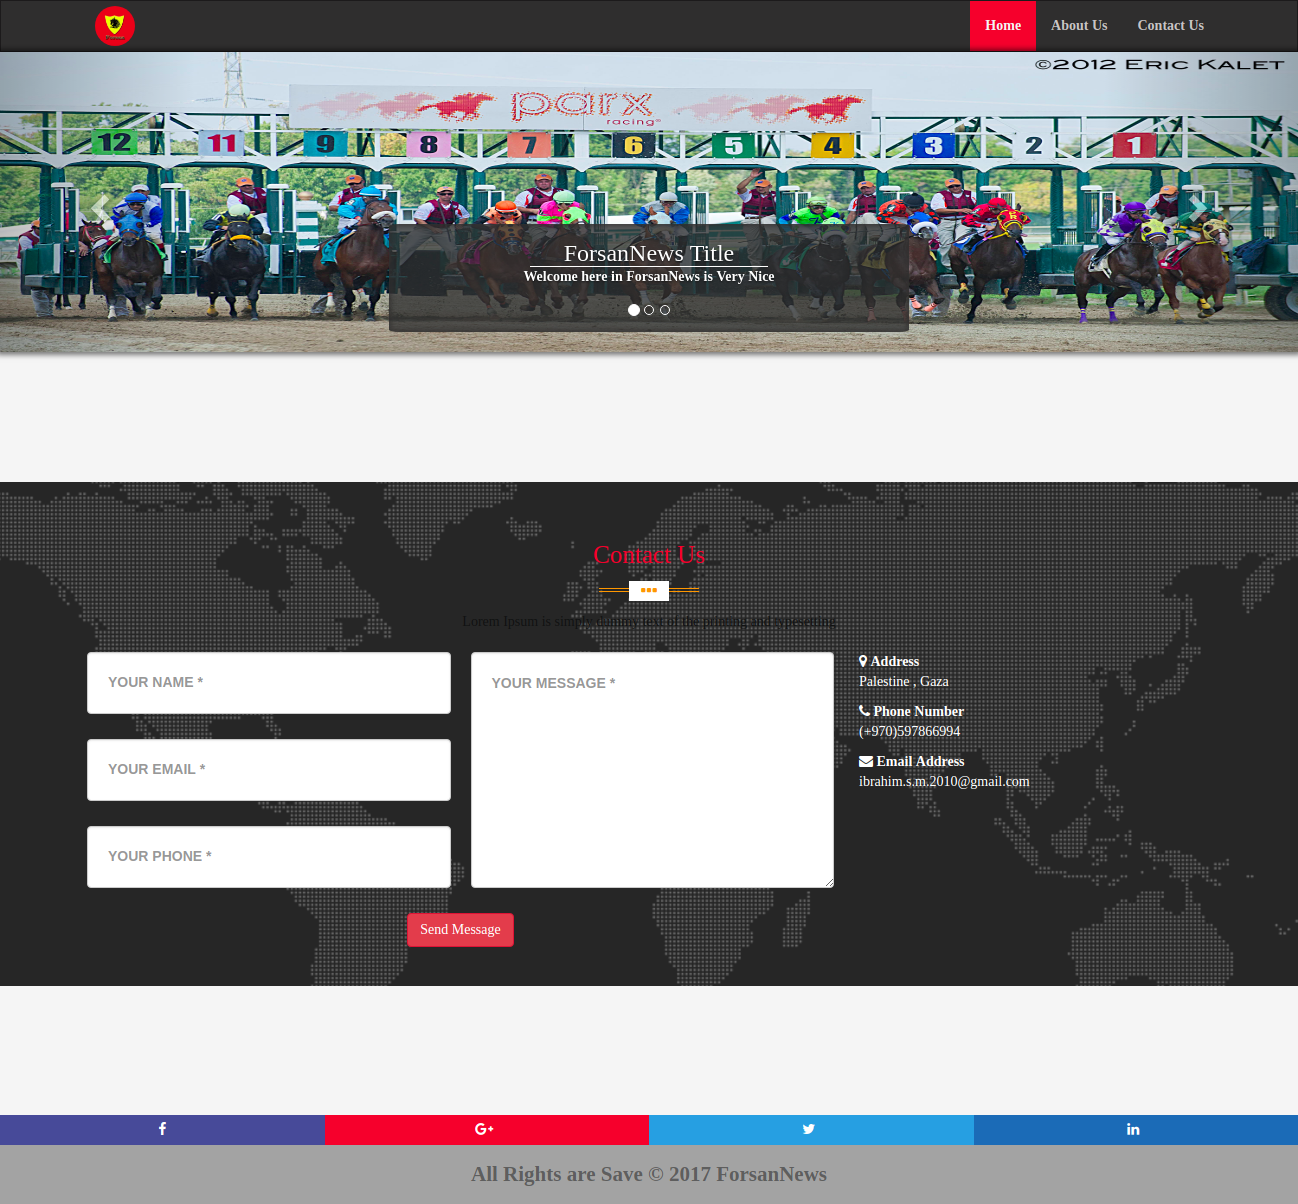 Home About Us Contact Us
©2012 Eric Kalet
parx
racing®
12 11 9 8 7 6 5 4 3 2 1
ForsanNews Title
Welcome here in ForsanNews is Very Nice
Contact Us
Lorem Ipsum is simply dummy text of the printing and typesetting
YOUR NAME *
YOUR EMAIL *
YOUR PHONE *
YOUR MESSAGE *
Send Message
Address
Palestine , Gaza
Phone Number
(+970)597866994
Email Address
ibrahim.s.m.2010@gmail.com
All Rights are Save © 2017 ForsanNews